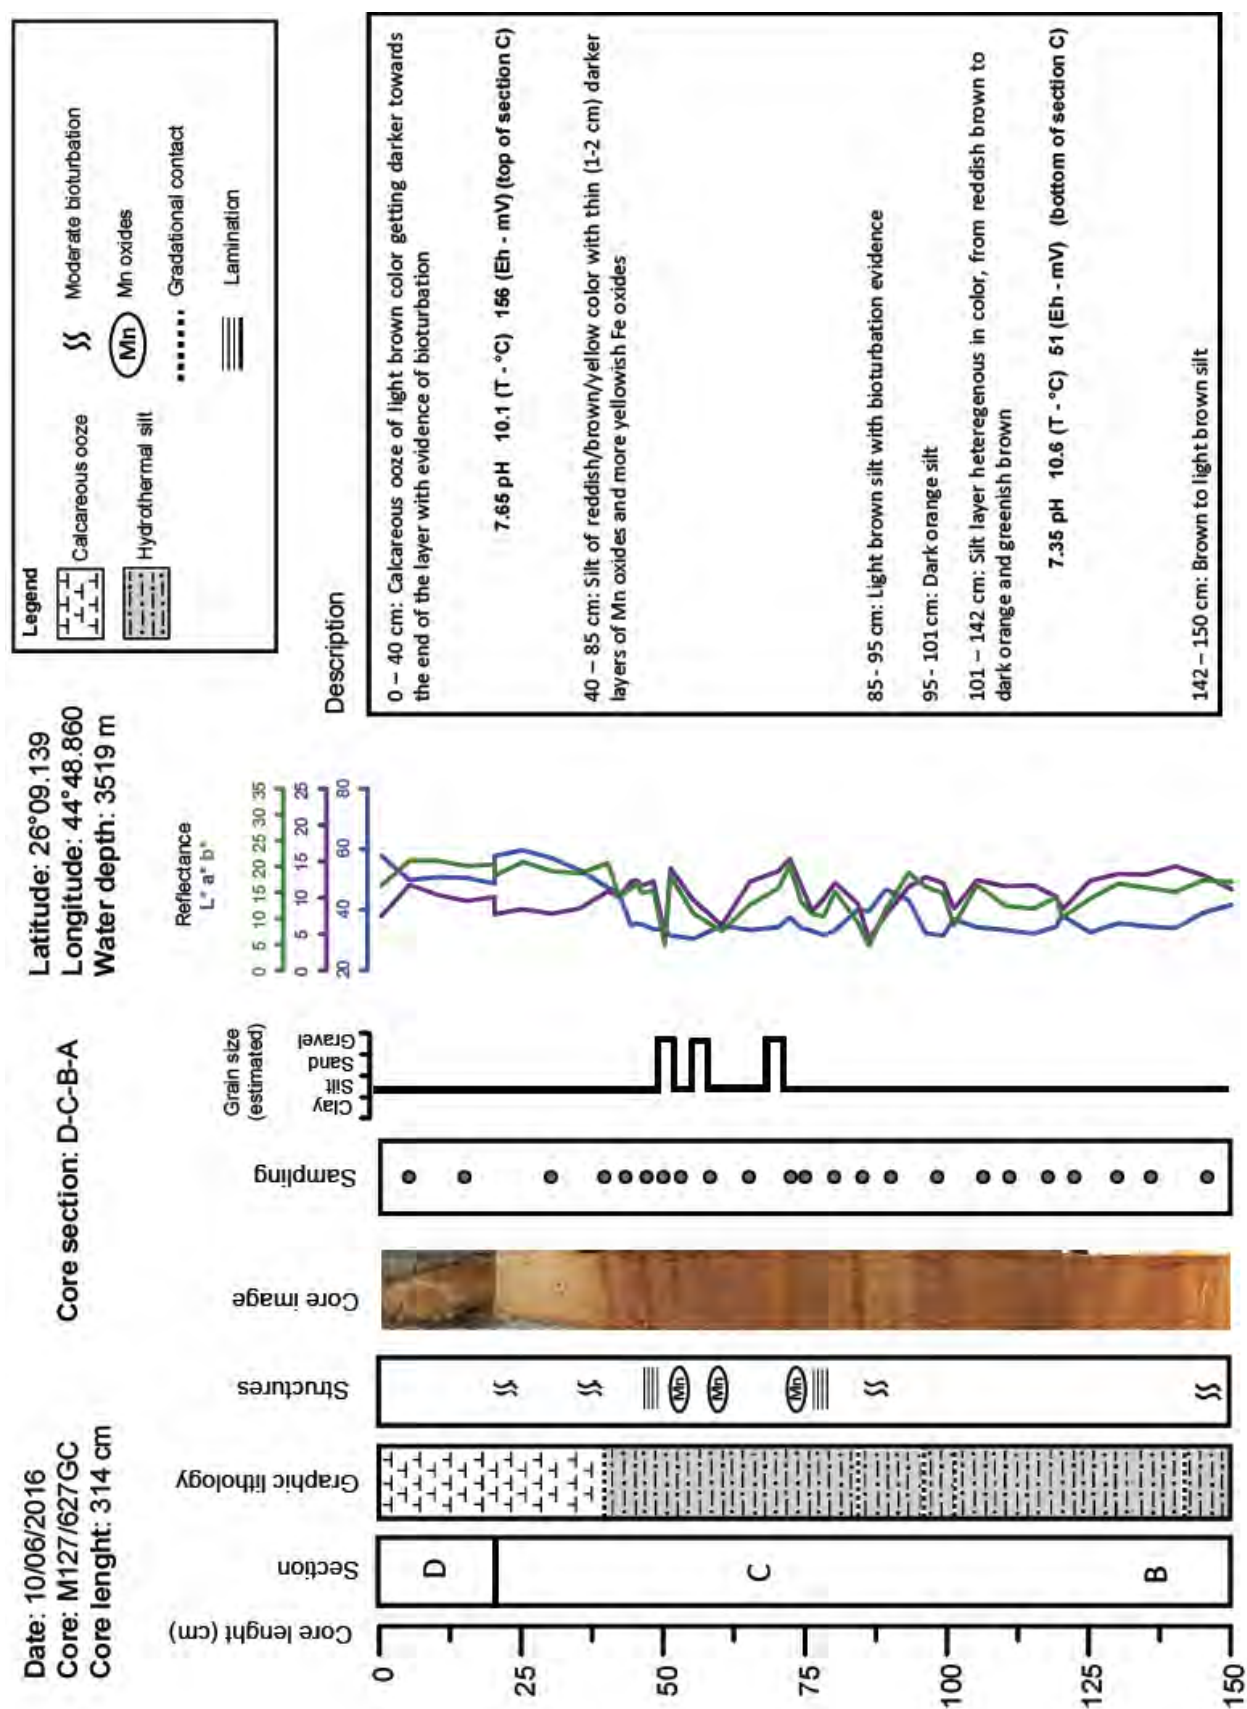 Date: 10/06/2016
Core: M127/627GC
Core lenght: 314 cm
Core section: D-C-B-A
Latitude: 26°09.139
Longitude: 44°48.860
Water depth: 3519 m
Legend
Calcareous ooze
Hydrothermal silt
Moderate bioturbation
Mn
Mn oxides
Gradational contact
Lamination
Core lenght (cm)
Section
Graphic lithology
Structures
Core image
Sampling
Grain size
(estimated)
Clay
Silt
Sand
Gravel
Reflectance
L* a* b*
0 5 10 15 20 25 30 35
0 5 10 15 20 25
20 40 60 80
Description
0
25
50
75
100
125
150
D
C
B
Mn
Mn
Mn
0 – 40 cm: Calcareous ooze of light brown color getting darker towards
the end of the layer with evidence of bioturbation
7.65 pH 10.1 (T - °C) 156 (Eh - mV) (top of section C)
40 – 85 cm: Silt of reddish/brown/yellow color with thin (1-2 cm) darker
layers of Mn oxides and more yellowish Fe oxides
85 - 95 cm: Light brown silt with bioturbation evidence
95 - 101 cm: Dark orange silt
101 – 142 cm: Silt layer heteregenous in color, from reddish brown to
dark orange and greenish brown
7.35 pH 10.6 (T - °C) 51 (Eh - mV) (bottom of section C)
142 – 150 cm: Brown to light brown silt